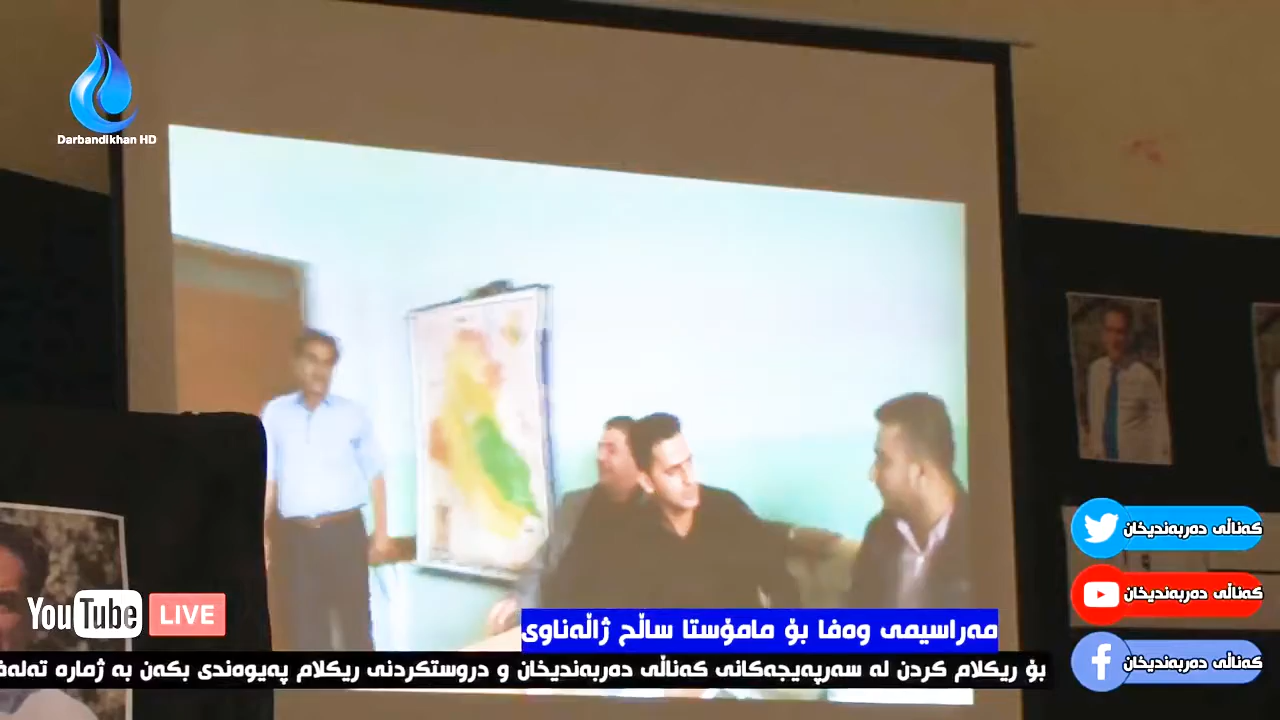 Darbandikhan HD
کەناڵی دەربەندیخان
YouTube LIVE
کەناڵی دەربەندیخان
مەراسیمی وەفا بۆ مامۆستا ساڵح ژاڵەناوی
کەناڵی دەربەندیخان
بۆ ریکلام کردن لە سەرپەیجەکانی کەناڵی دەربەندیخان و دروستکردنی ریکلام پەیوەندی بکەن بە ژمارە